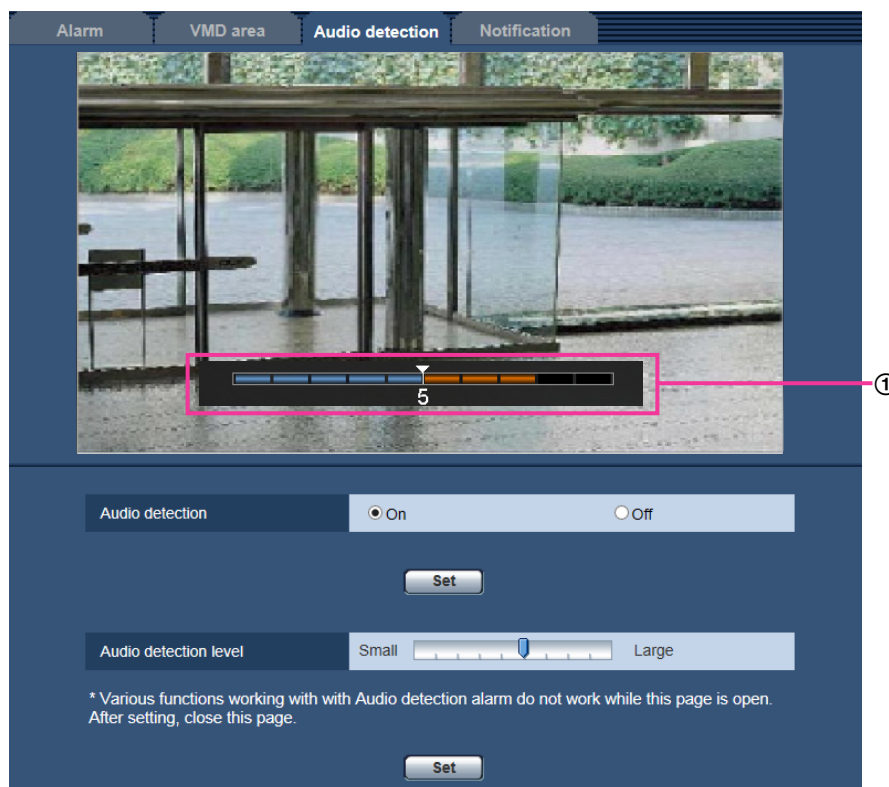 Alarm VMD area Audio detection Notification
5
①
Audio detection On Off
Set
Audio detection level Small Large
* Various functions working with with Audio detection alarm do not work while this page is open.
After setting, close this page.
Set